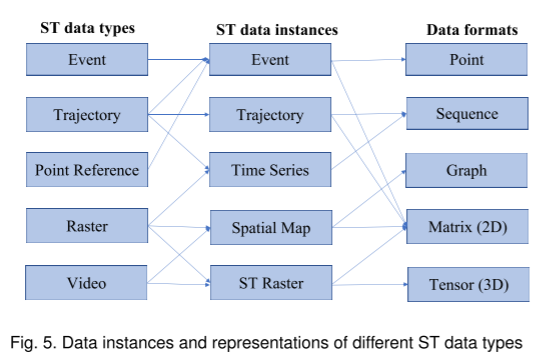 ST data types ST data instances Data formats
Event Event Point
Trajectory Trajectory Sequence
Point Reference Time Series Graph
Raster Spatial Map Matrix (2D)
Video ST Raster Tensor (3D)
Fig. 5. Data instances and representations of different ST data types